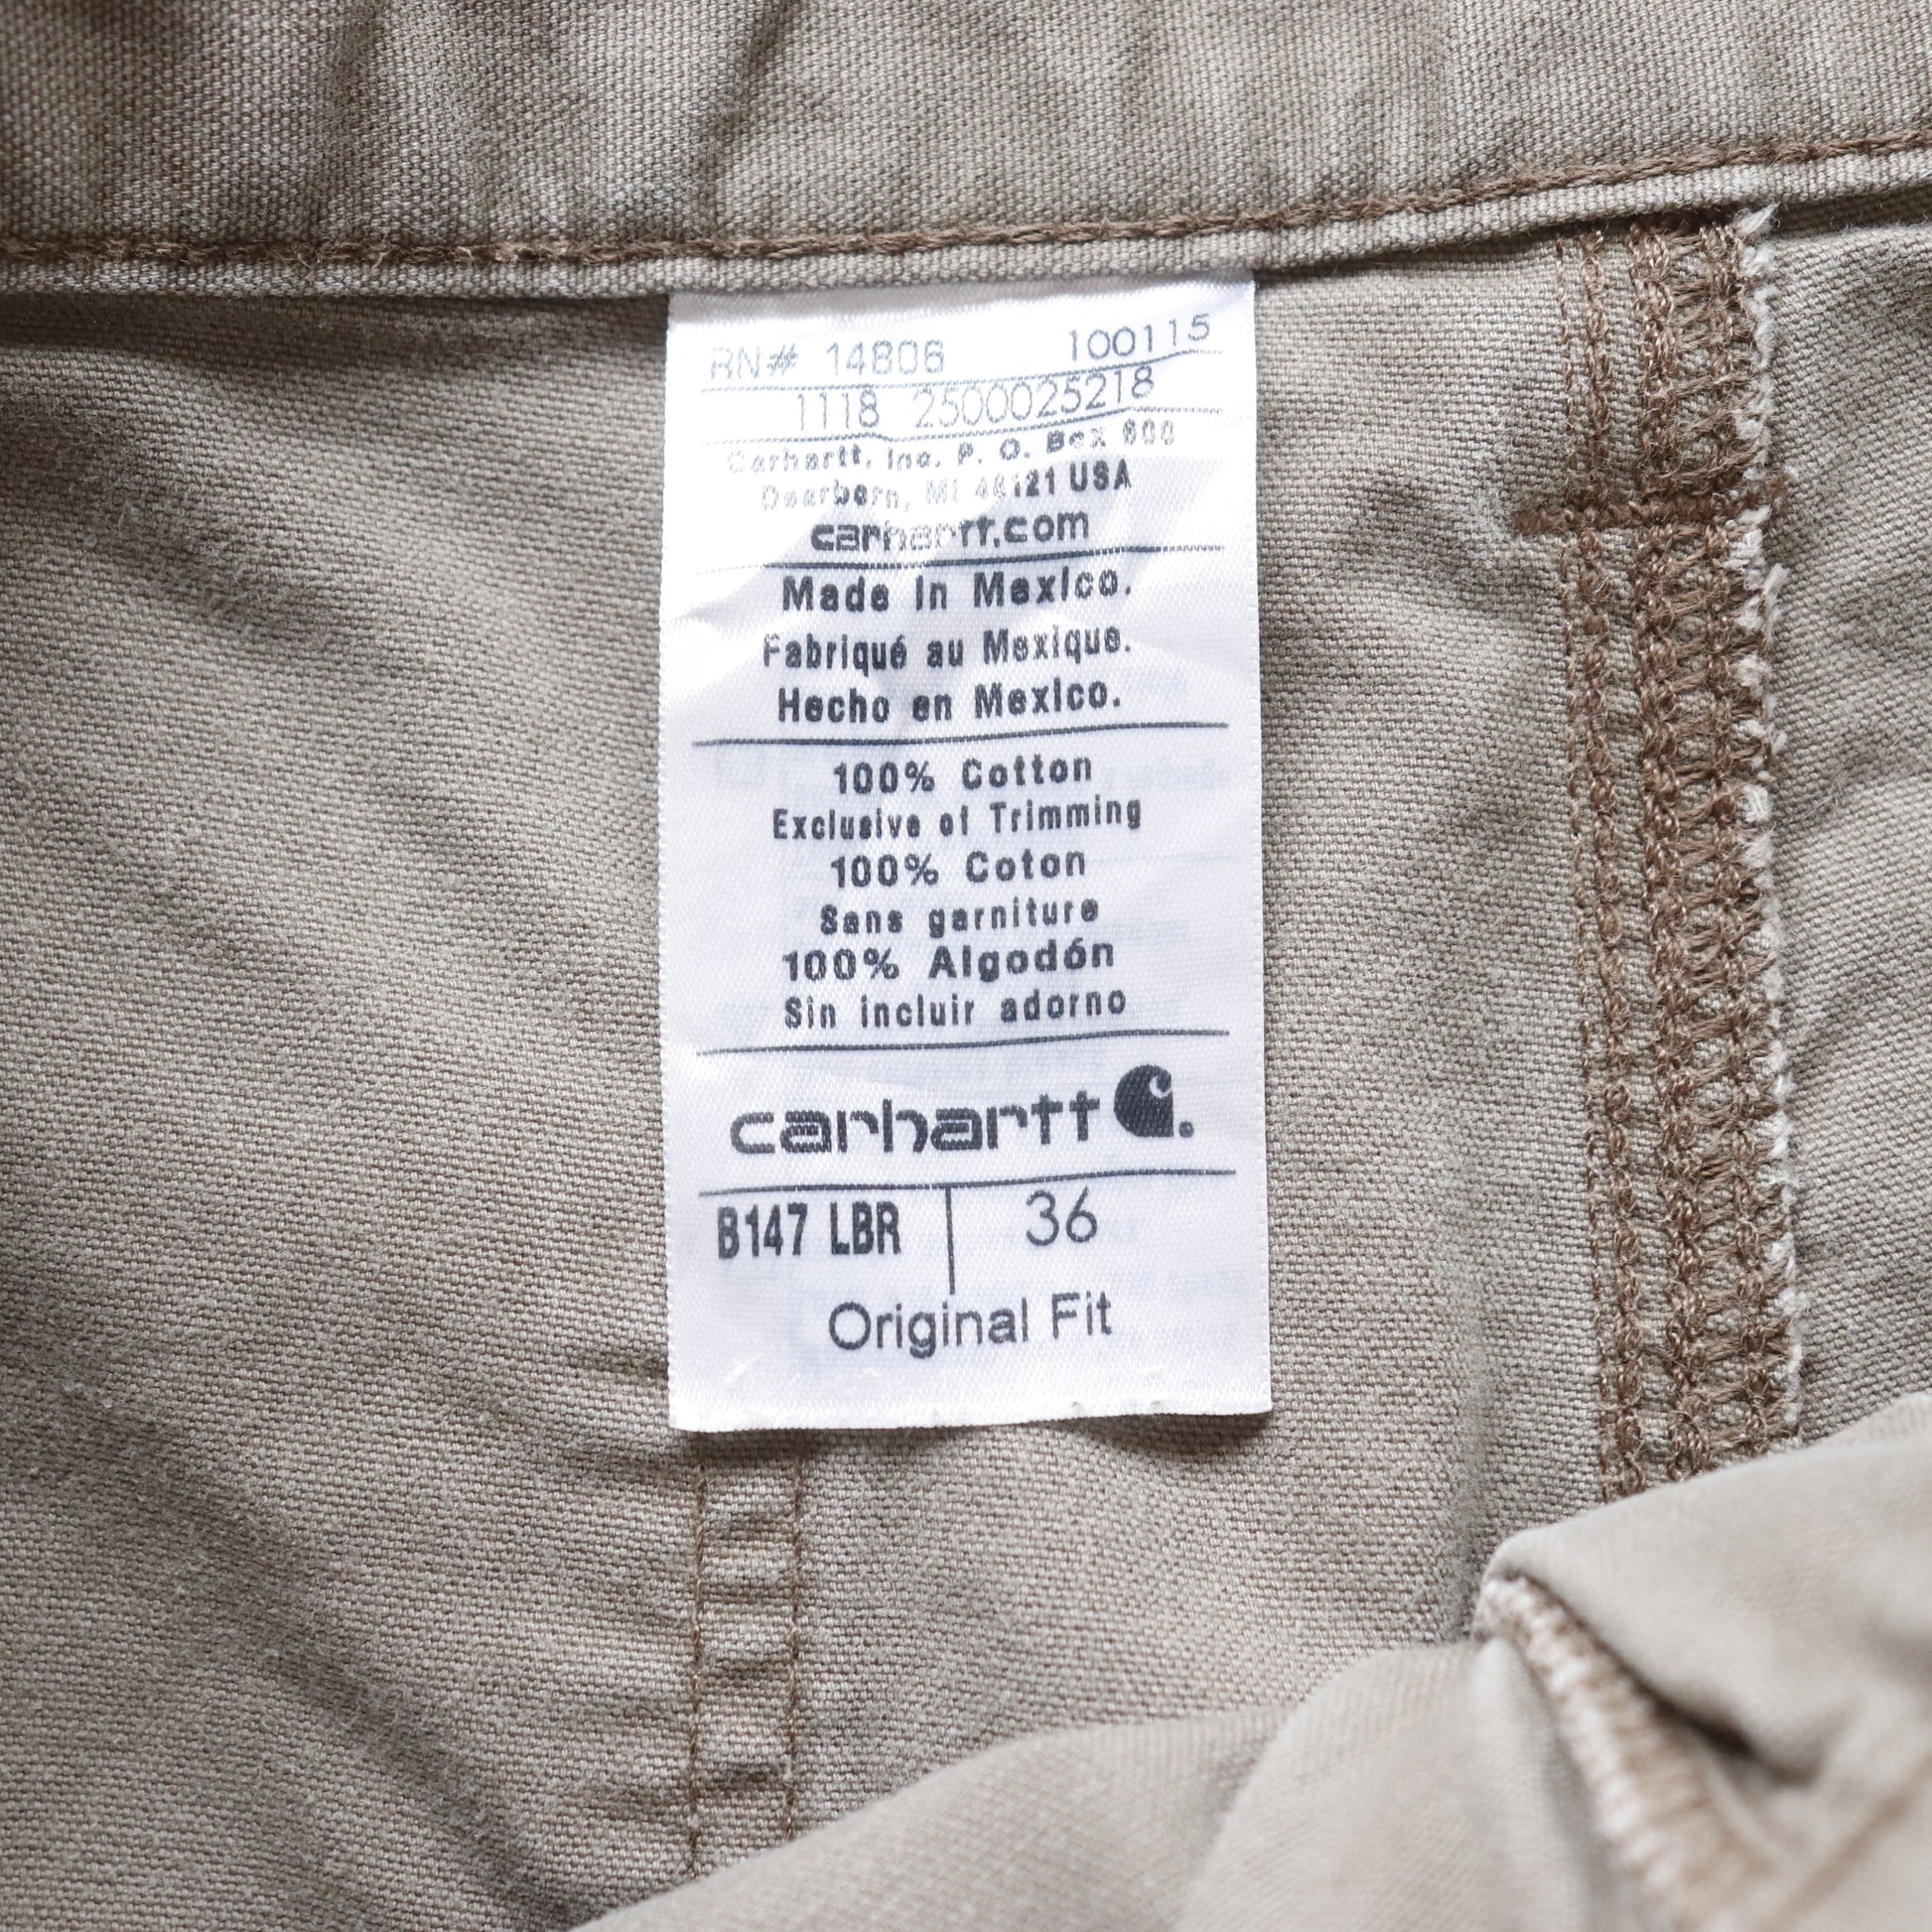 RN# 14806 100115
1118 2500025218
Carhartt, Inc. P. O. Box 600
Dearborn, MI 48121 USA
carhartt.com
Made in Mexico.
Fabriqué au Mexique.
Hecho en Mexico.
100% Cotton
Exclusive of Trimming
100% Coton
Sans garniture
100% Algodón
Sin incluir adorno
carhartt
B147 LBR 36
Original Fit